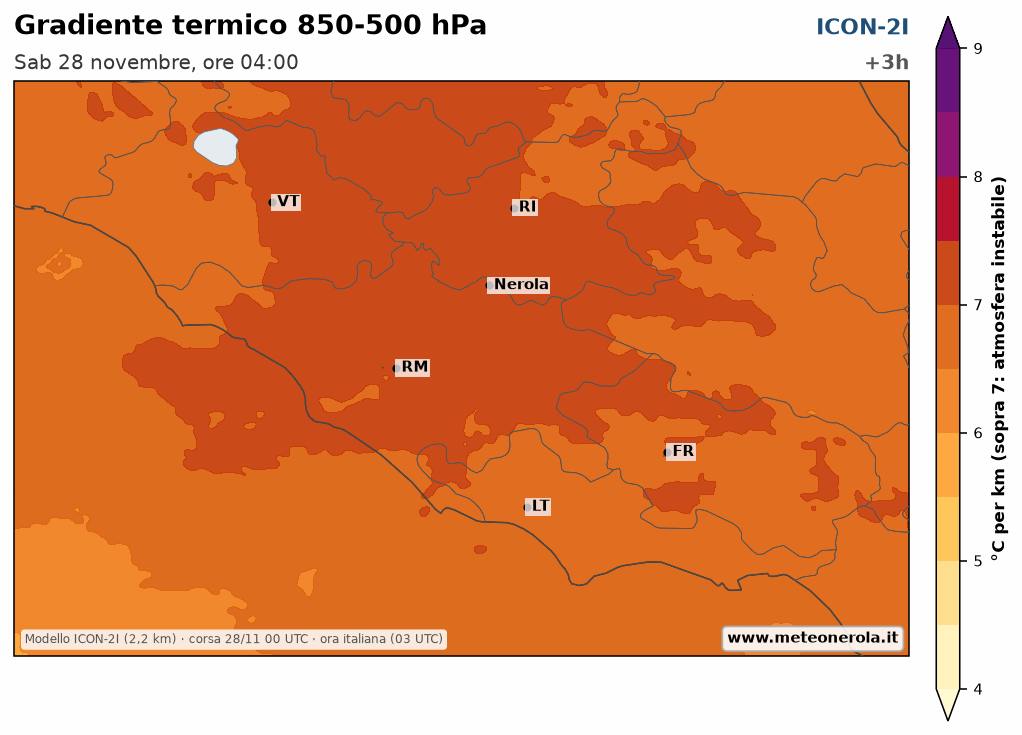 Gradiente termico 850-500 hPa
ICON-2I
Sab 28 novembre, ore 04:00
+3h
VT
RI
Nerola
RM
FR
LT
Modello ICON-2I (2,2 km) · corsa 28/11 00 UTC · ora italiana (03 UTC)
www.meteonerola.it
9
8
7
6
5
4
°C per km (sopra 7: atmosfera instabile)